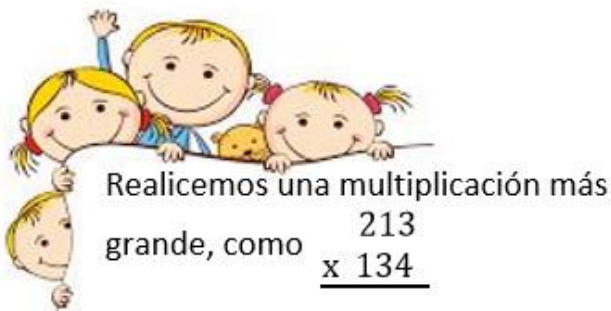 Realicemos una multiplicación más
grande, como 213
x 134